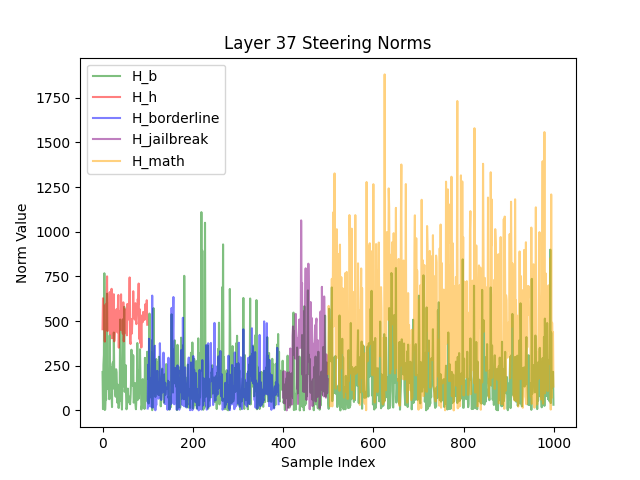 Layer 37 Steering Norms
H_b
H_h
H_borderline
H_jailbreak
H_math
Norm Value
1750
1500
1250
1000
750
500
250
0
0 200 400 600 800 1000
Sample Index